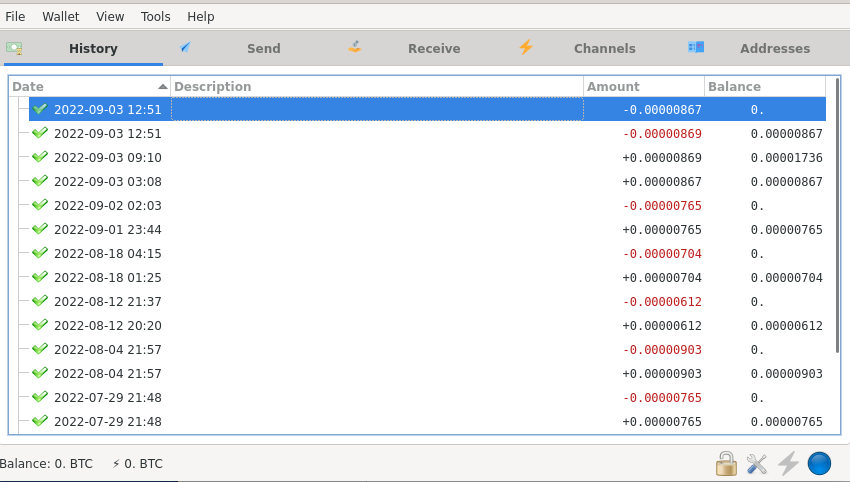 File Wallet View Tools Help
History Send Receive Channels Addresses
Date Description Amount Balance
2022-09-03 12:51 -0.00000867 0.
2022-09-03 12:51 -0.00000869 0.00000867
2022-09-03 09:10 +0.00000869 0.00001736
2022-09-03 03:08 +0.00000867 0.00000867
2022-09-02 02:03 -0.00000765 0.
2022-09-01 23:44 +0.00000765 0.00000765
2022-08-18 04:15 -0.00000704 0.
2022-08-18 01:25 +0.00000704 0.00000704
2022-08-12 21:37 -0.00000612 0.
2022-08-12 20:20 +0.00000612 0.00000612
2022-08-04 21:57 -0.00000903 0.
2022-08-04 21:57 +0.00000903 0.00000903
2022-07-29 21:48 -0.00000765 0.
2022-07-29 21:48 +0.00000765 0.00000765
Balance: 0. BTC ⚡ 0. BTC